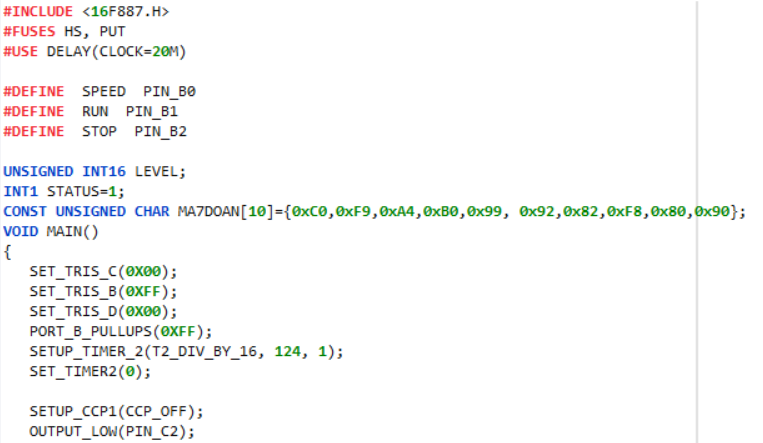 #INCLUDE <16F887.H>
#FUSES HS, PUT
#USE DELAY(CLOCK=20M)
#DEFINE SPEED PIN_B0
#DEFINE RUN PIN_B1
#DEFINE STOP PIN_B2
UNSIGNED INT16 LEVEL;
INT1 STATUS=1;
CONST UNSIGNED CHAR MA7DOAN[10]={0xC0,0xF9,0xA4,0xB0,0x99, 0x92,0x82,0xF8,0x80,0x90};
VOID MAIN()
{
SET_TRIS_C(0X00);
SET_TRIS_B(0XFF);
SET_TRIS_D(0X00);
PORT_B_PULLUPS(0XFF);
SETUP_TIMER_2(T2_DIV_BY_16, 124, 1);
SET_TIMER2(0);
SETUP_CCP1(CCP_OFF);
OUTPUT_LOW(PIN_C2);